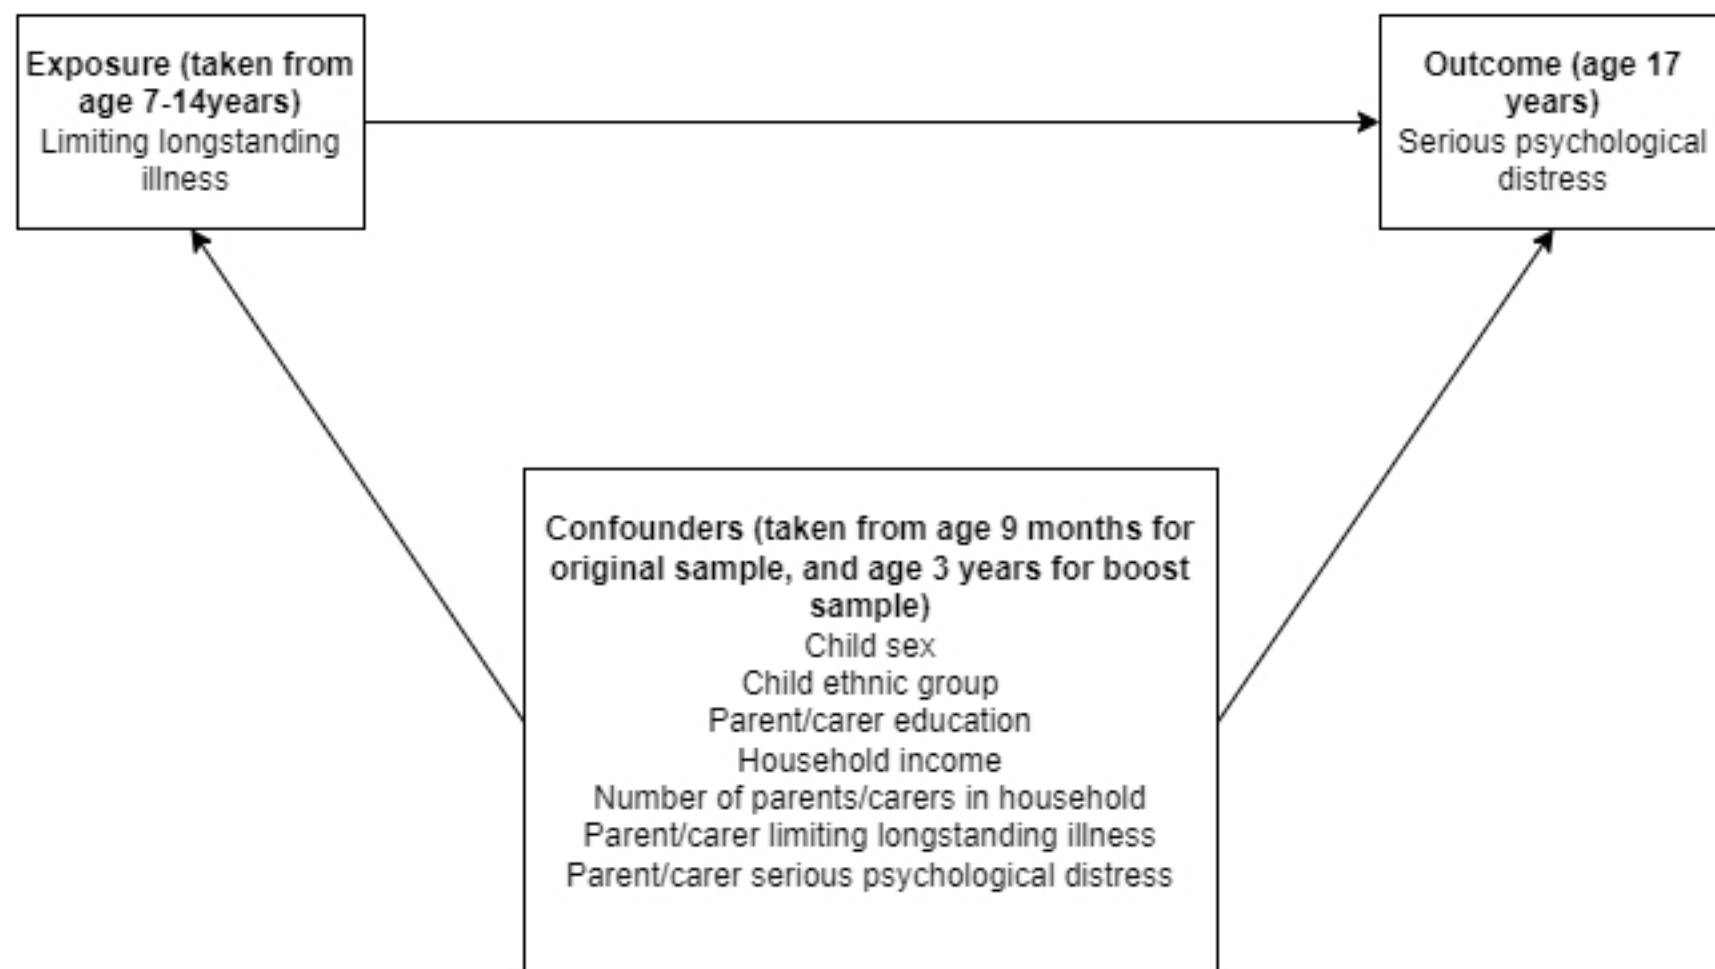 Exposure (taken from
age 7-14years)
Limiting longstanding
illness
Outcome (age 17
years)
Serious psychological
distress
Confounders (taken from age 9 months for
original sample, and age 3 years for boost
sample)
Child sex
Child ethnic group
Parent/carer education
Household income
Number of parents/carers in household
Parent/carer limiting longstanding illness
Parent/carer serious psychological distress